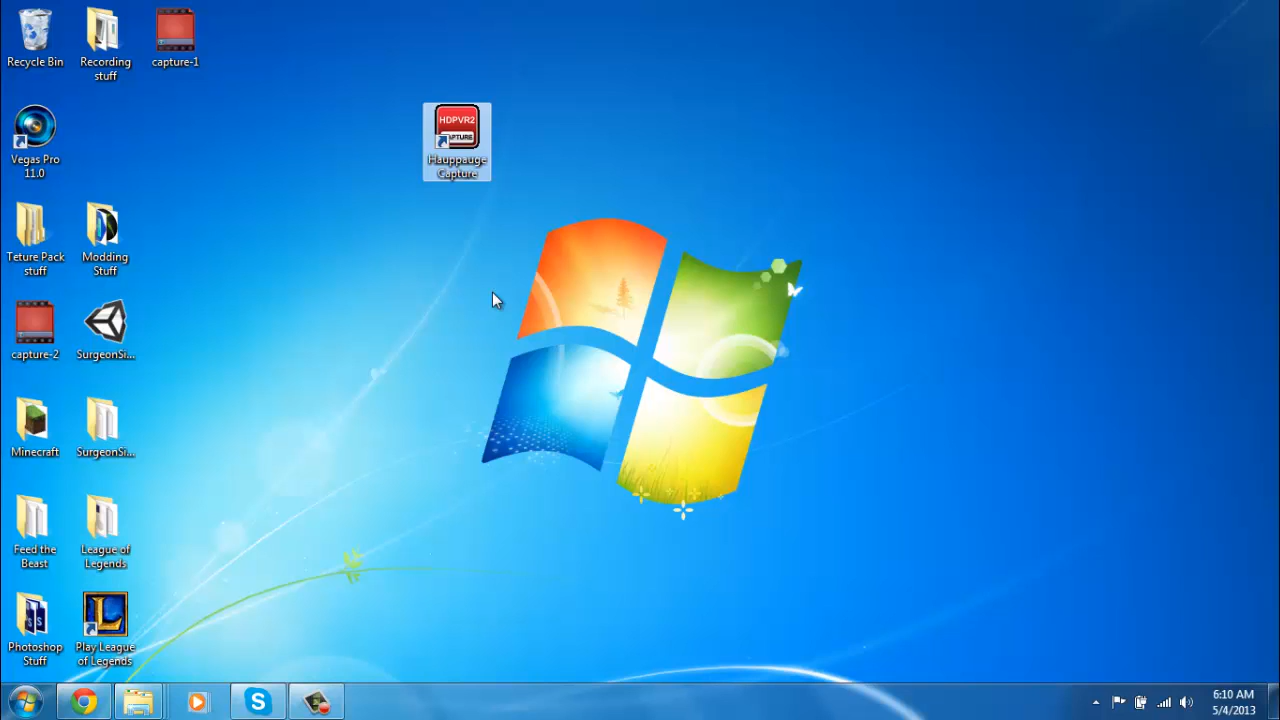 Recycle Bin
Recording
stuff
capture-1
HDPVR2
Hauppauge
Capture
Vegas Pro
11.0
Teture Pack
stuff
Modding
Stuff
capture-2
SurgeonSi...
Minecraft
SurgeonSi...
Feed the
Beast
League of
Legends
Photoshop
Stuff
Play League
of Legends
6:10 AM
5/4/2013